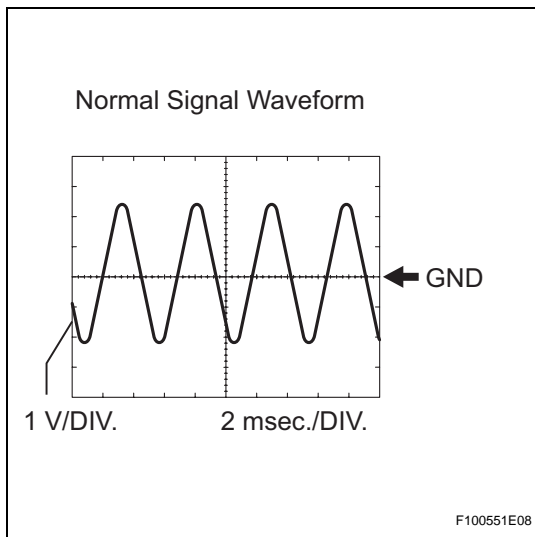 Normal Signal Waveform
GND
1 V/DIV. 2 msec./DIV.
F100551E08